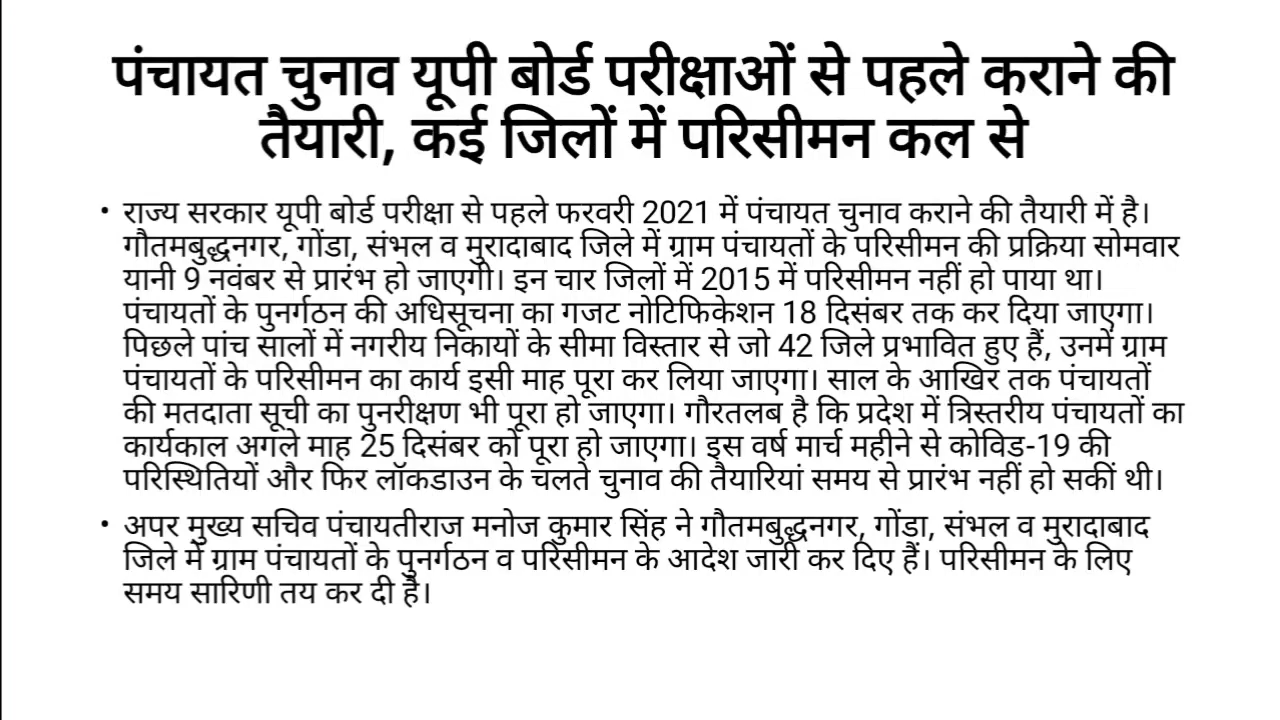 पंचायत चुनाव यूपी बोर्ड परीक्षाओं से पहले कराने की
तैयारी, कई जिलों में परिसीमन कल से
• राज्य सरकार यूपी बोर्ड परीक्षा से पहले फरवरी 2021 में पंचायत चुनाव कराने की तैयारी में है।
गौतमबुद्धनगर, गोंडा, संभल व मुरादाबाद जिले में ग्राम पंचायतों के परिसीमन की प्रक्रिया सोमवार
यानी 9 नवंबर से प्रारंभ हो जाएगी। इन चार जिलों में 2015 में परिसीमन नहीं हो पाया था।
पंचायतों के पुनर्गठन की अधिसूचना का गजट नोटिफिकेशन 18 दिसंबर तक कर दिया जाएगा।
पिछले पांच सालों में नगरीय निकायों के सीमा विस्तार से जो 42 जिले प्रभावित हुए हैं, उनमें ग्राम
पंचायतों के परिसीमन का कार्य इसी माह पूरा कर लिया जाएगा। साल के आखिर तक पंचायतों
की मतदाता सूची का पुनरीक्षण भी पूरा हो जाएगा। गौरतलब है कि प्रदेश में त्रिस्तरीय पंचायतों का
कार्यकाल अगले माह 25 दिसंबर को पूरा हो जाएगा। इस वर्ष मार्च महीने से कोविड-19 की
परिस्थितियों और फिर लॉकडाउन के चलते चुनाव की तैयारियां समय से प्रारंभ नहीं हो सकीं थी।
• अपर मुख्य सचिव पंचायतीराज मनोज कुमार सिंह ने गौतमबुद्धनगर, गोंडा, संभल व मुरादाबाद
जिले में ग्राम पंचायतों के पुनर्गठन व परिसीमन के आदेश जारी कर दिए हैं। परिसीमन के लिए
समय सारिणी तय कर दी है।